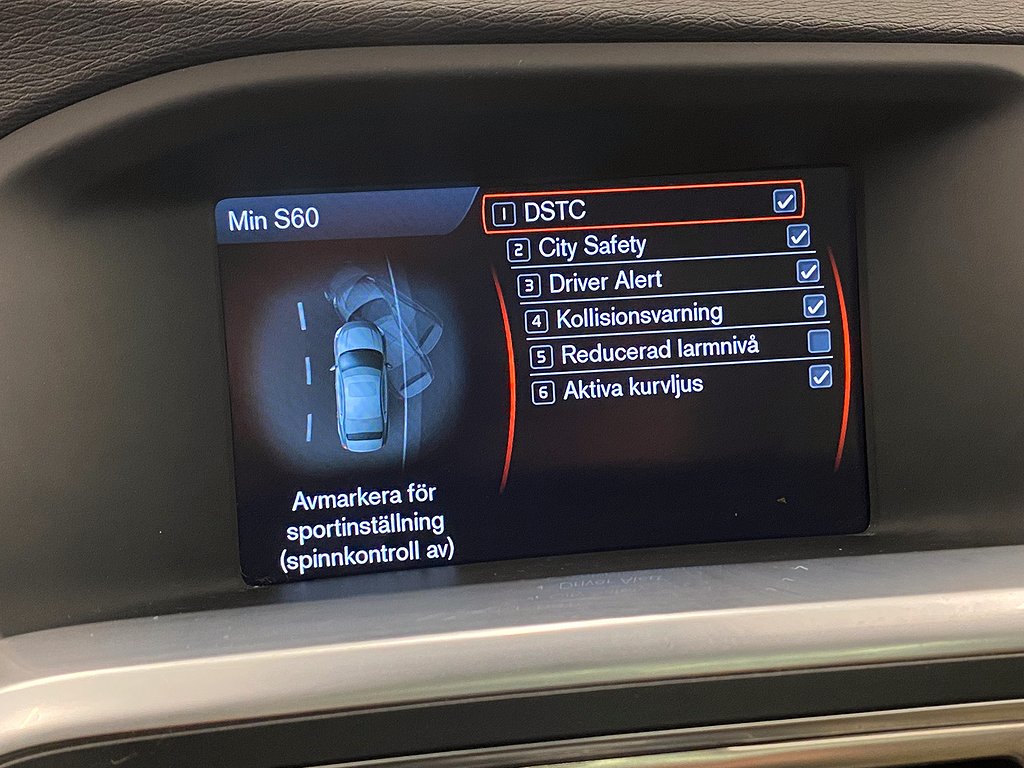 Min S60
1 DSTC
2 City Safety
3 Driver Alert
4 Kollisionsvarning
5 Reducerad larmnivå
6 Aktiva kurvljus
Avmarkera för
sportinställning
(spinnkontroll av)